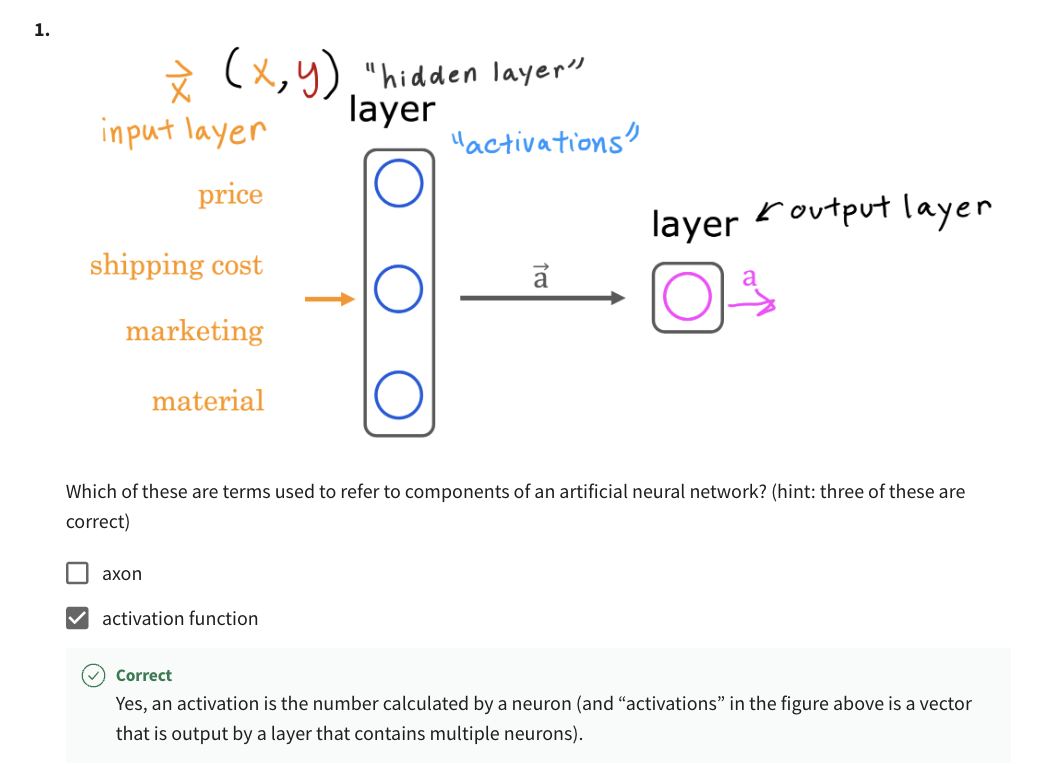 1.
x⃗ (x,y) "hidden layer"
layer
input layer
"activations"
price
layer ↙ output layer
shipping cost
a⃗
a
marketing
material
Which of these are terms used to refer to components of an artificial neural network? (hint: three of these are
correct)
axon
activation function
Correct
Yes, an activation is the number calculated by a neuron (and “activations” in the figure above is a vector
that is output by a layer that contains multiple neurons).